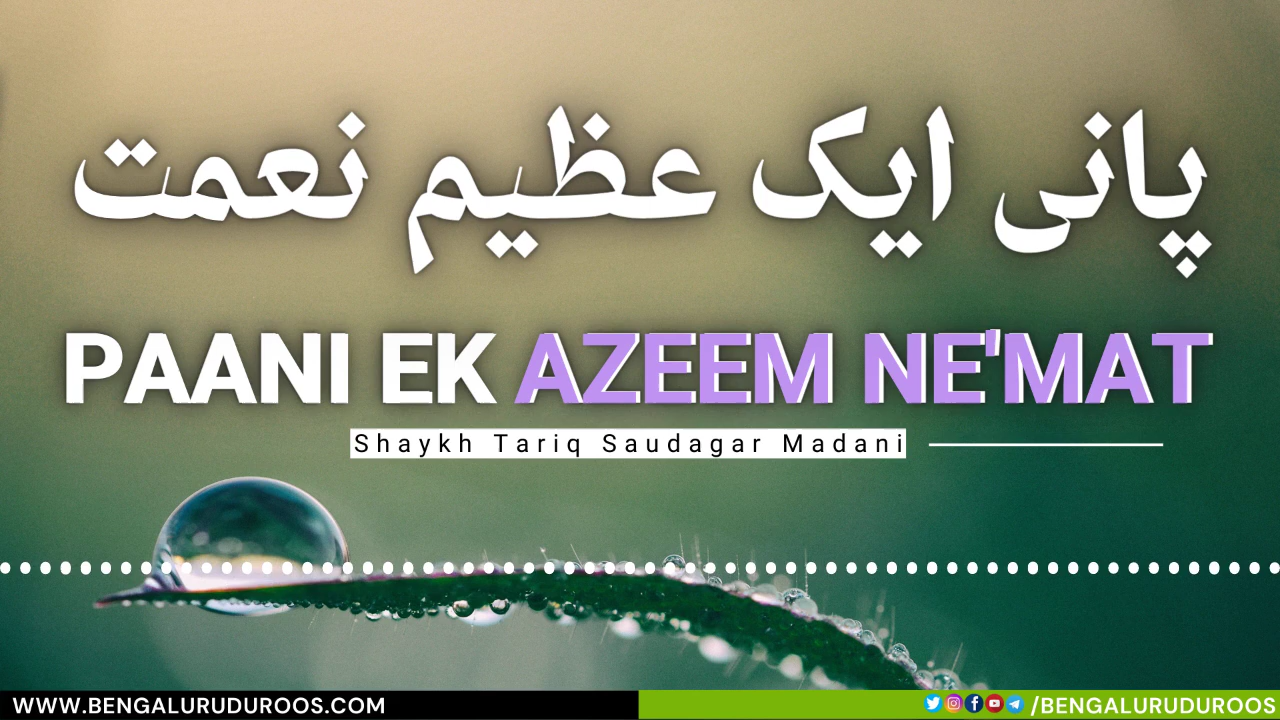 پانی ایک عظیم نعمت
PAANI EK AZEEM NE'MAT
Shaykh Tariq Saudagar Madani
WWW.BENGALURUDUROOS.COM
/BENGALURUDUROOS